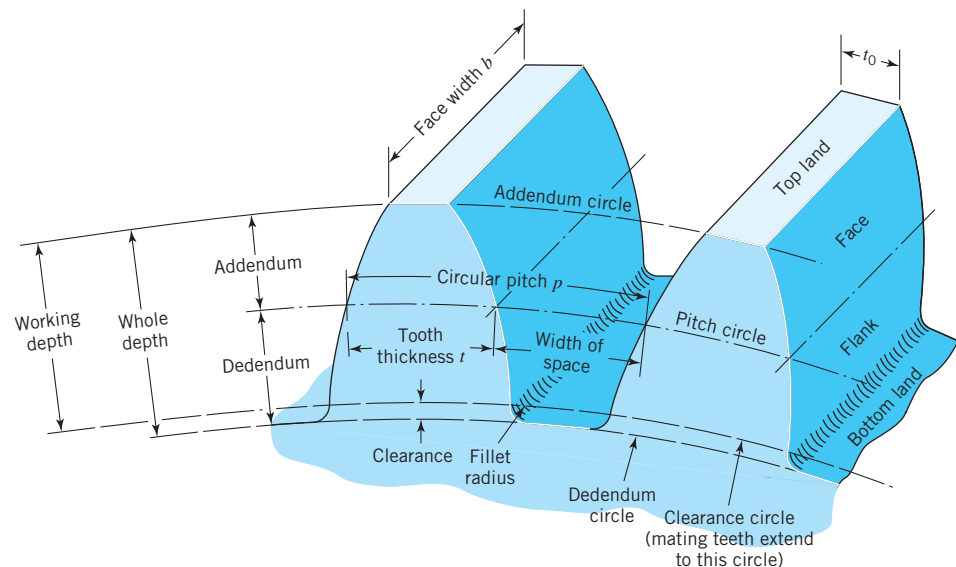 Face width b
t0
Top land
Addendum circle
Face
Addendum
Circular pitch p
Working
depth
Whole
depth
Pitch circle
Tooth
thickness t
Width of
space
Flank
Dedendum
Bottom land
Clearance
Fillet
radius
Dedendum
circle
Clearance circle
(mating teeth extend
to this circle)